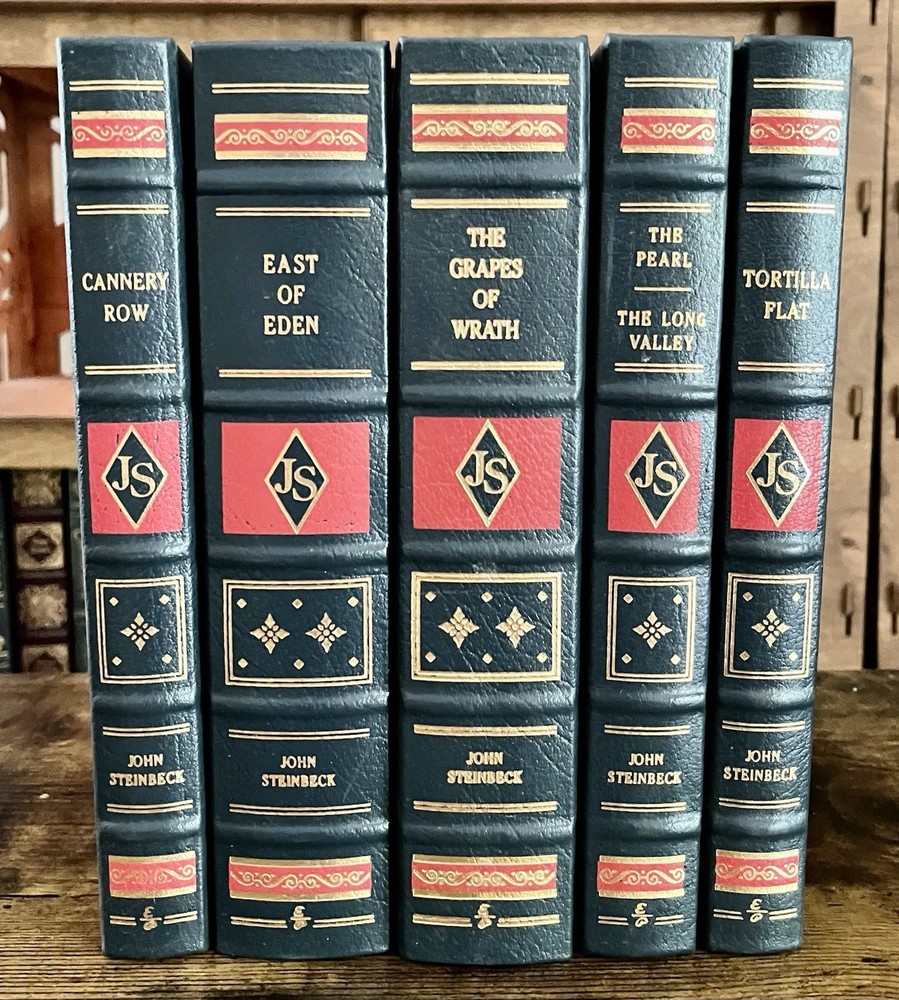 CANNERY
ROW
JS
JOHN
STEINBECK
EAST
OF
EDEN
JS
JOHN
STEINBECK
THE
GRAPES
OF
WRATH
JS
JOHN
STEINBECK
THE
PEARL
THE LONG
VALLEY
JS
JOHN
STEINBECK
TORTILLA
FLAT
JS
JOHN
STEINBECK